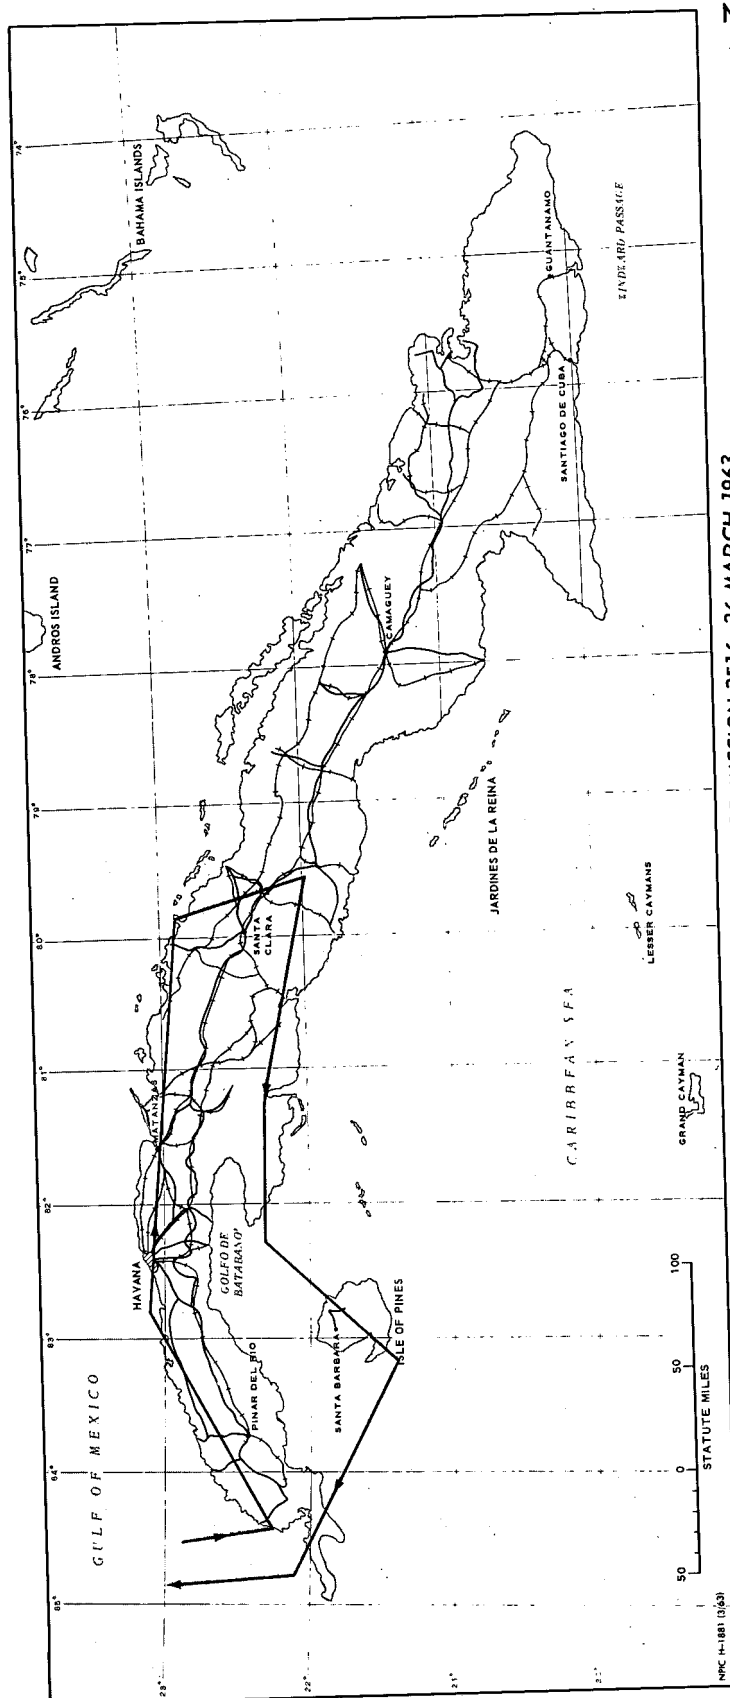 74°
75°
76°
77°
78°
79°
80°
81°
82°
83°
84°
85°
BAHAMA ISLANDS
ANDROS ISLAND
GULF OF MEXICO
HAVANA
MATANZAS
SANTA
CLARA
CAMAGUEY
GUANTANAMO
SANTIAGO DE CUBA
WINDWARD PASSAGE
PINAR DEL RIO
GOLFO DE
BATABANO
SANTA BARBARA
ISLE OF PINES
JARDINES DE LA REINA
CARIBBEAN SEA
LESSER CAYMANS
GRAND CAYMAN
23°
22°
21°
50 0 50 100
STATUTE MILES
NPIC H-1881 (3/63)
26 MARCH 1963